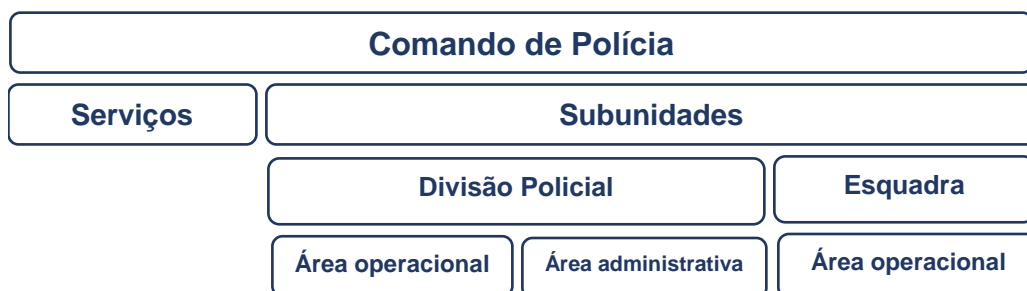 Comando de Polícia
Serviços
Subunidades
Divisão Policial
Esquadra
Área operacional
Área administrativa
Área operacional